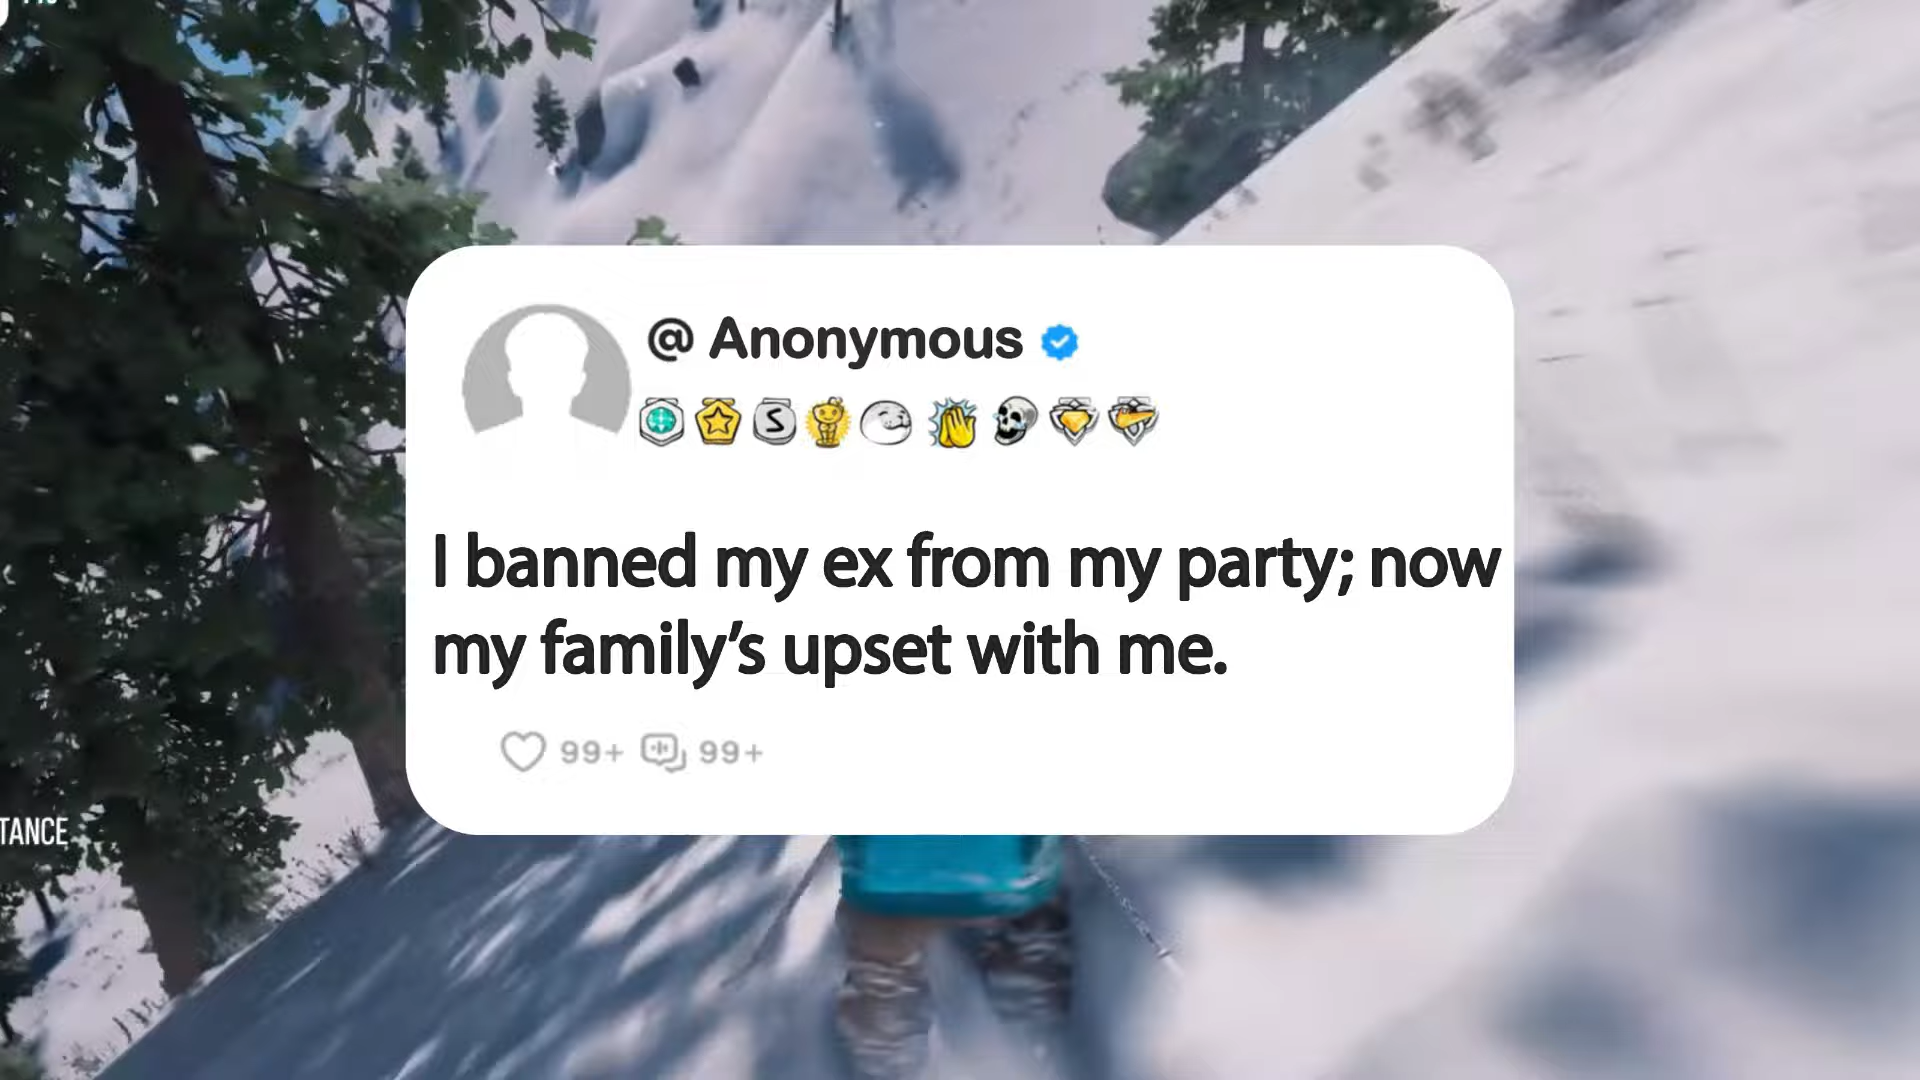 @ Anonymous
I banned my ex from my party; now
my family’s upset with me.
99+ 99+
TANCE